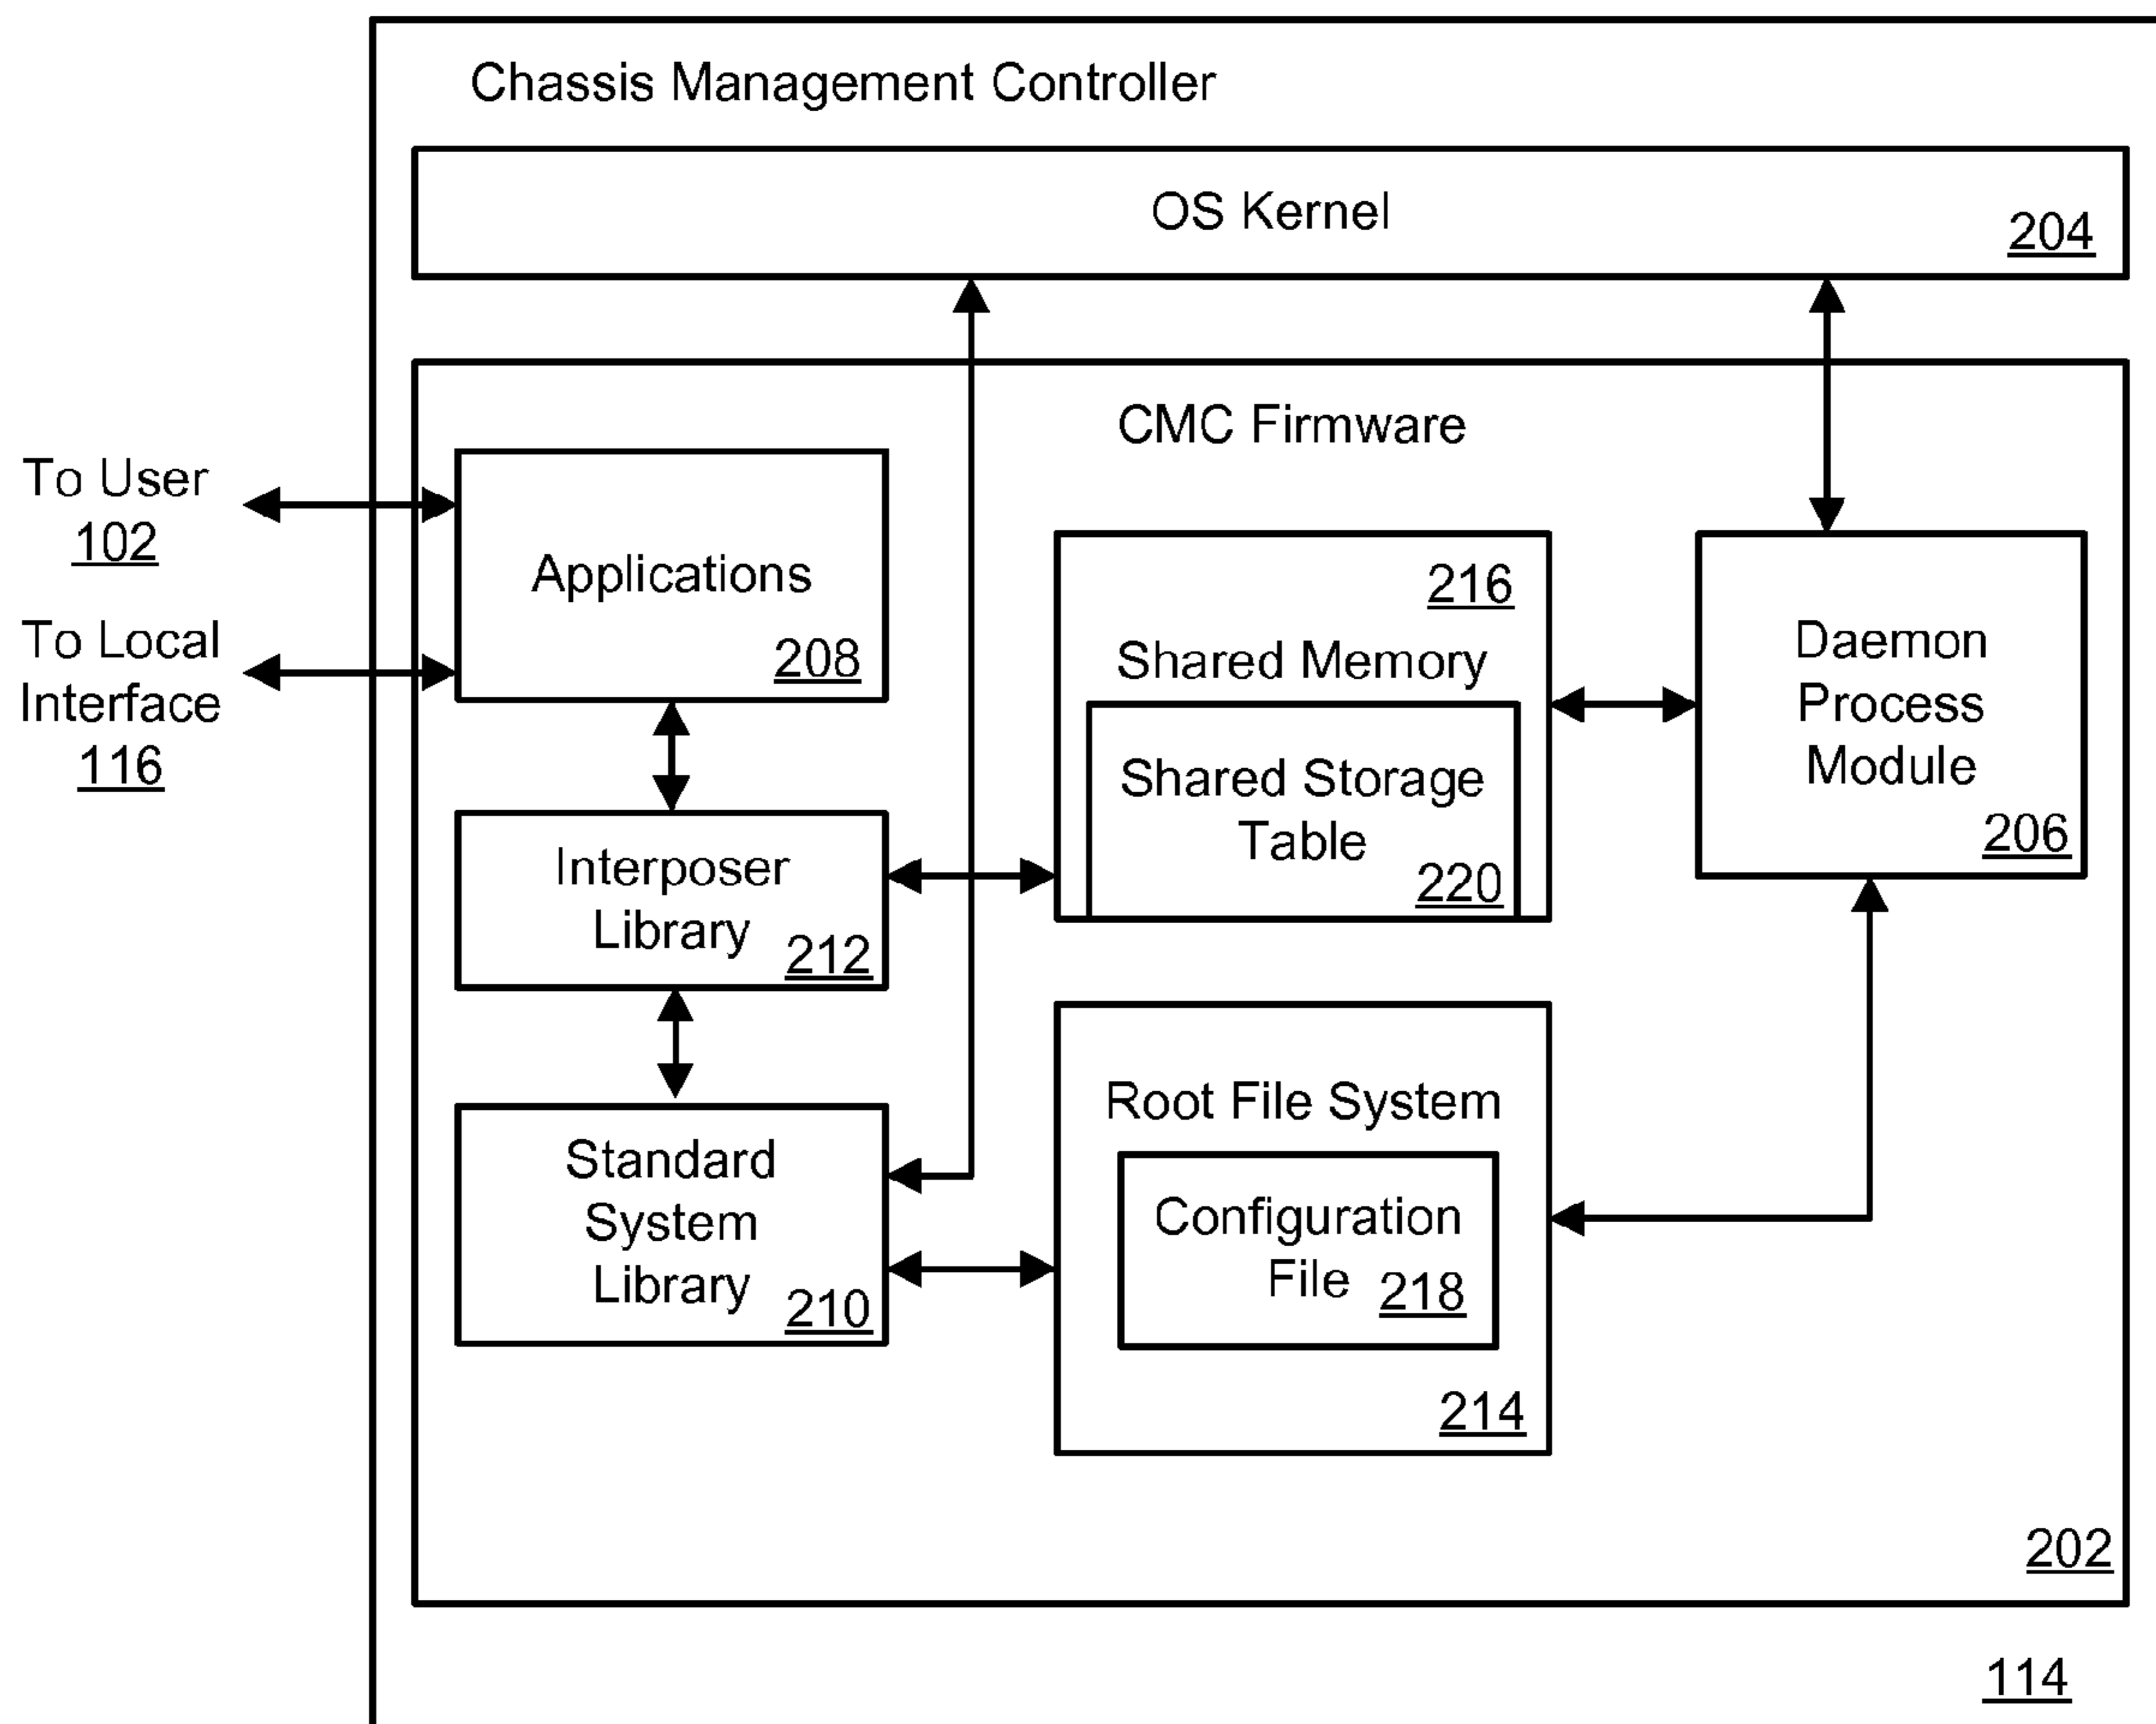 Chassis Management Controller
OS Kernel
204
CMC Firmware
To User
102
To Local
Interface
116
Applications
208
216
Shared Memory
Shared Storage
Table
220
Daemon
Process
Module
206
Interposer
Library
212
Standard
System
Library
210
Root File System
Configuration
File
218
214
202
114